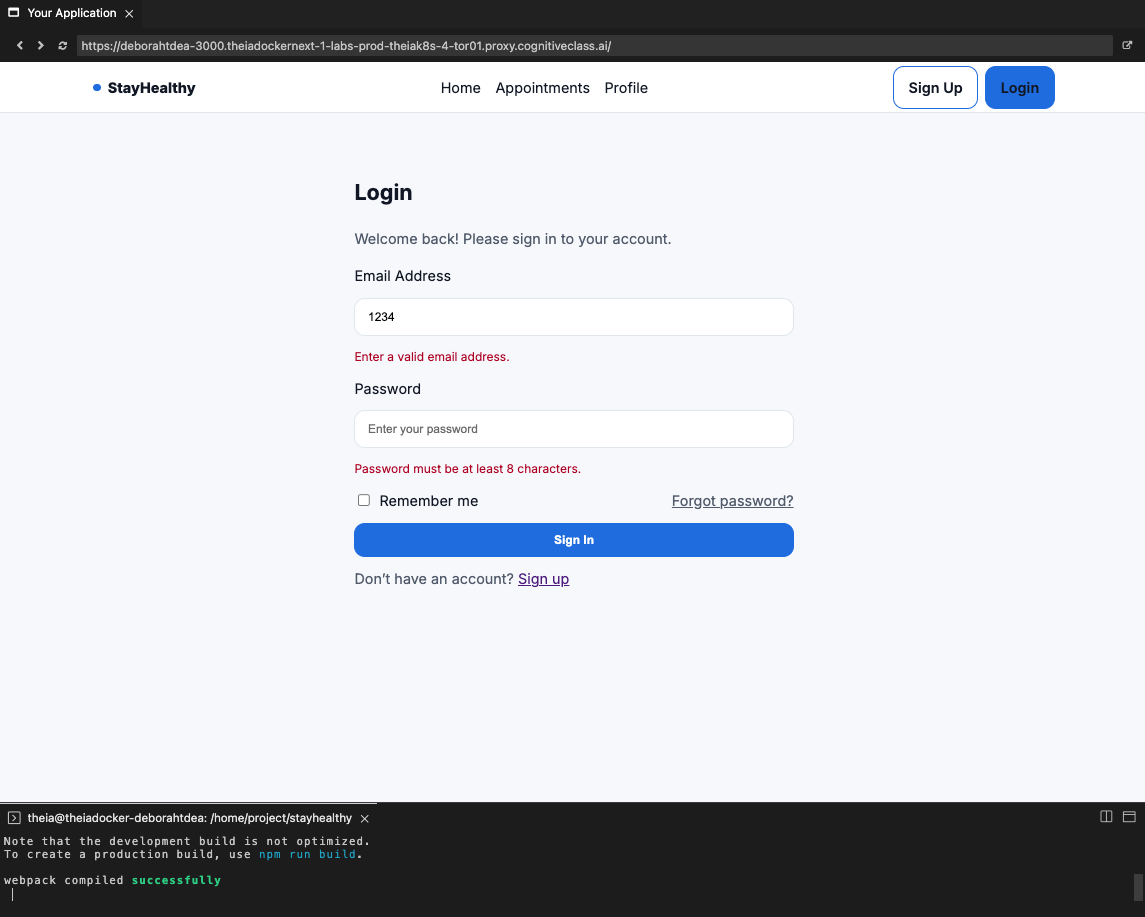 Your Application
https://deborahtdea-3000.theiadockernext-1-labs-prod-theiak8s-4-tor01.proxy.cognitiveclass.ai/
StayHealthy Home Appointments Profile Sign Up Login
Login
Welcome back! Please sign in to your account.
Email Address
1234
Enter a valid email address.
Password
Enter your password
Password must be at least 8 characters.
Remember me Forgot password?
Sign In
Don’t have an account? Sign up
theia@theiadocker-deborahtdea: /home/project/stayhealthy
Note that the development build is not optimized.
To create a production build, use npm run build.
webpack compiled successfully